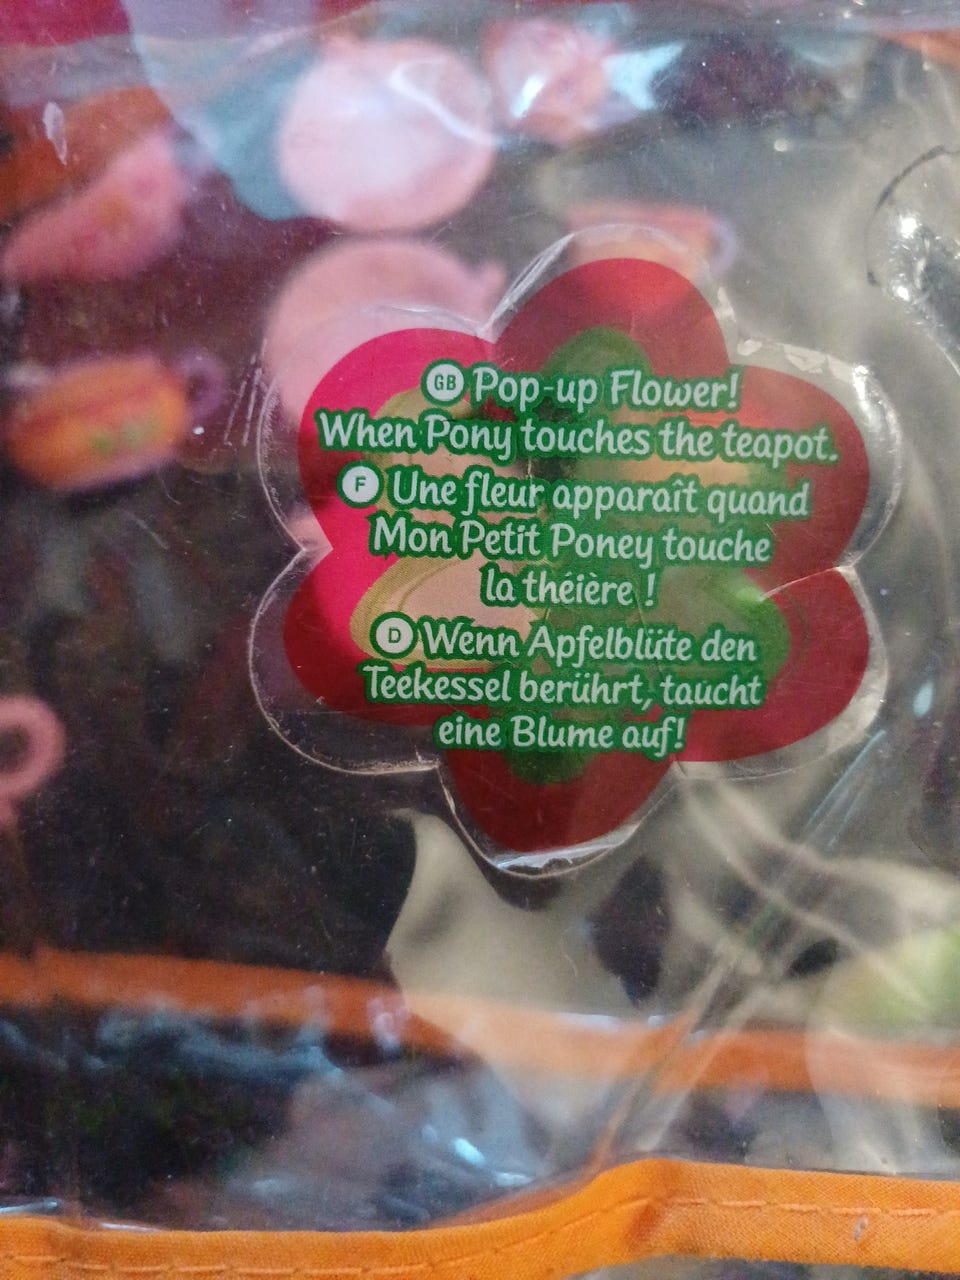 GB Pop-up Flower!
When Pony touches the teapot.
F Une fleur apparaît quand
Mon Petit Poney touche
la théière !
D Wenn Apfelblüte den
Teekessel berührt, taucht
eine Blume auf!